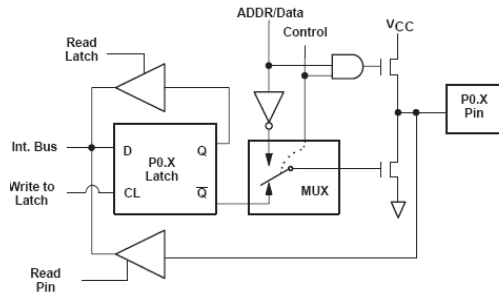 ADDR/Data
Control
VCC
Read
Latch
P0.X
Pin
Int. Bus
D
P0.X
Latch
Q
Write to
Latch
CL
Q̅
MUX
Read
Pin